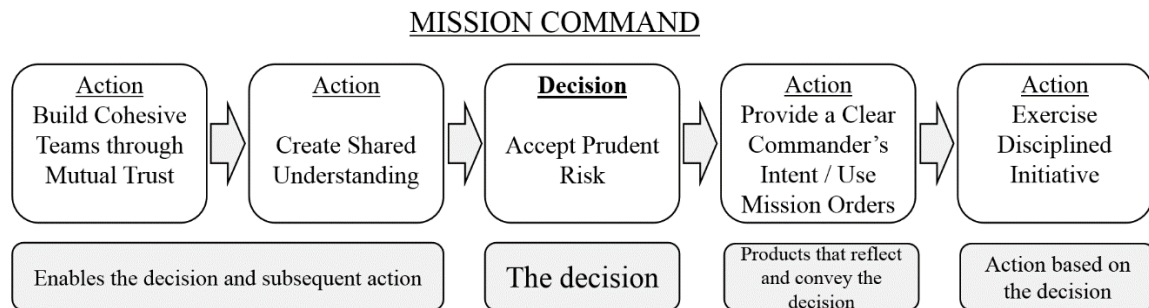 MISSION COMMAND
Action
Build Cohesive
Teams through
Mutual Trust
Action
Create Shared
Understanding
Decision
Accept Prudent
Risk
Action
Provide a Clear
Commander’s
Intent / Use
Mission Orders
Action
Exercise
Disciplined
Initiative
Enables the decision and subsequent action
The decision
Products that reflect
and convey the
decision
Action based on
the decision